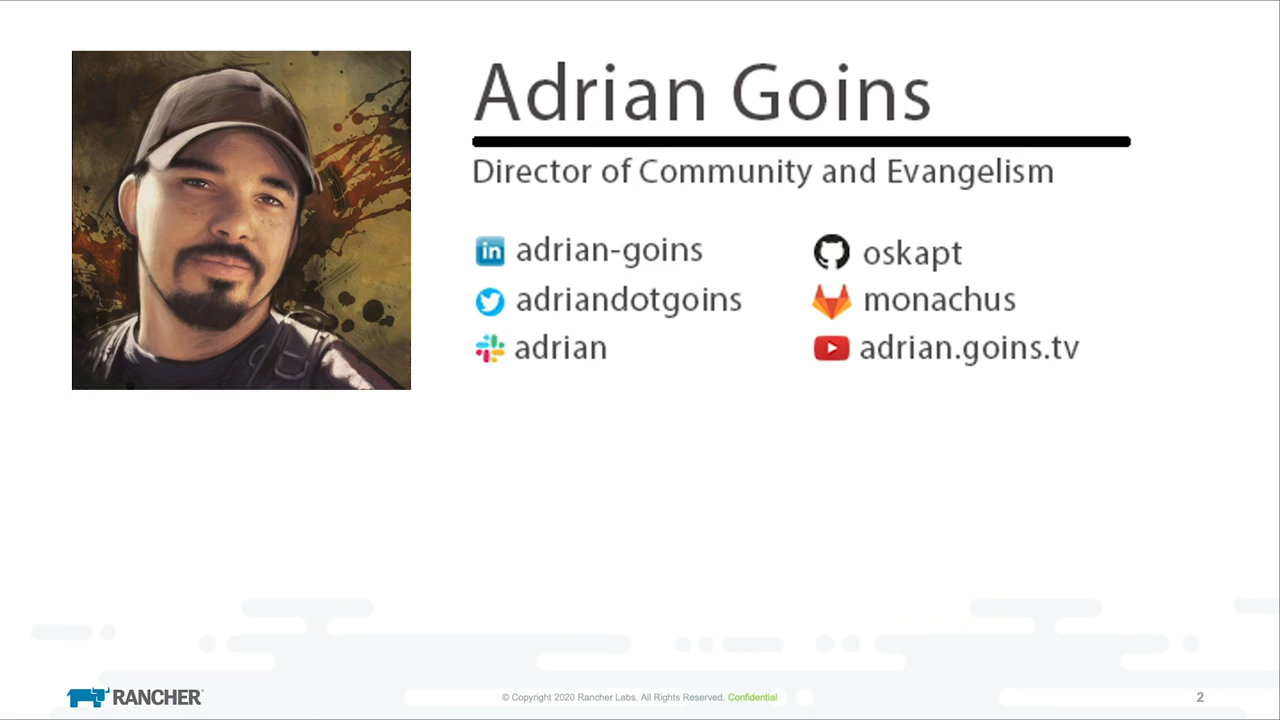 Adrian Goins
Director of Community and Evangelism
in adrian-goins
oskapt
adriandotgoins
monachus
adrian
adrian.goins.tv
RANCHER®
© Copyright 2020 Rancher Labs. All Rights Reserved. Confidential
2